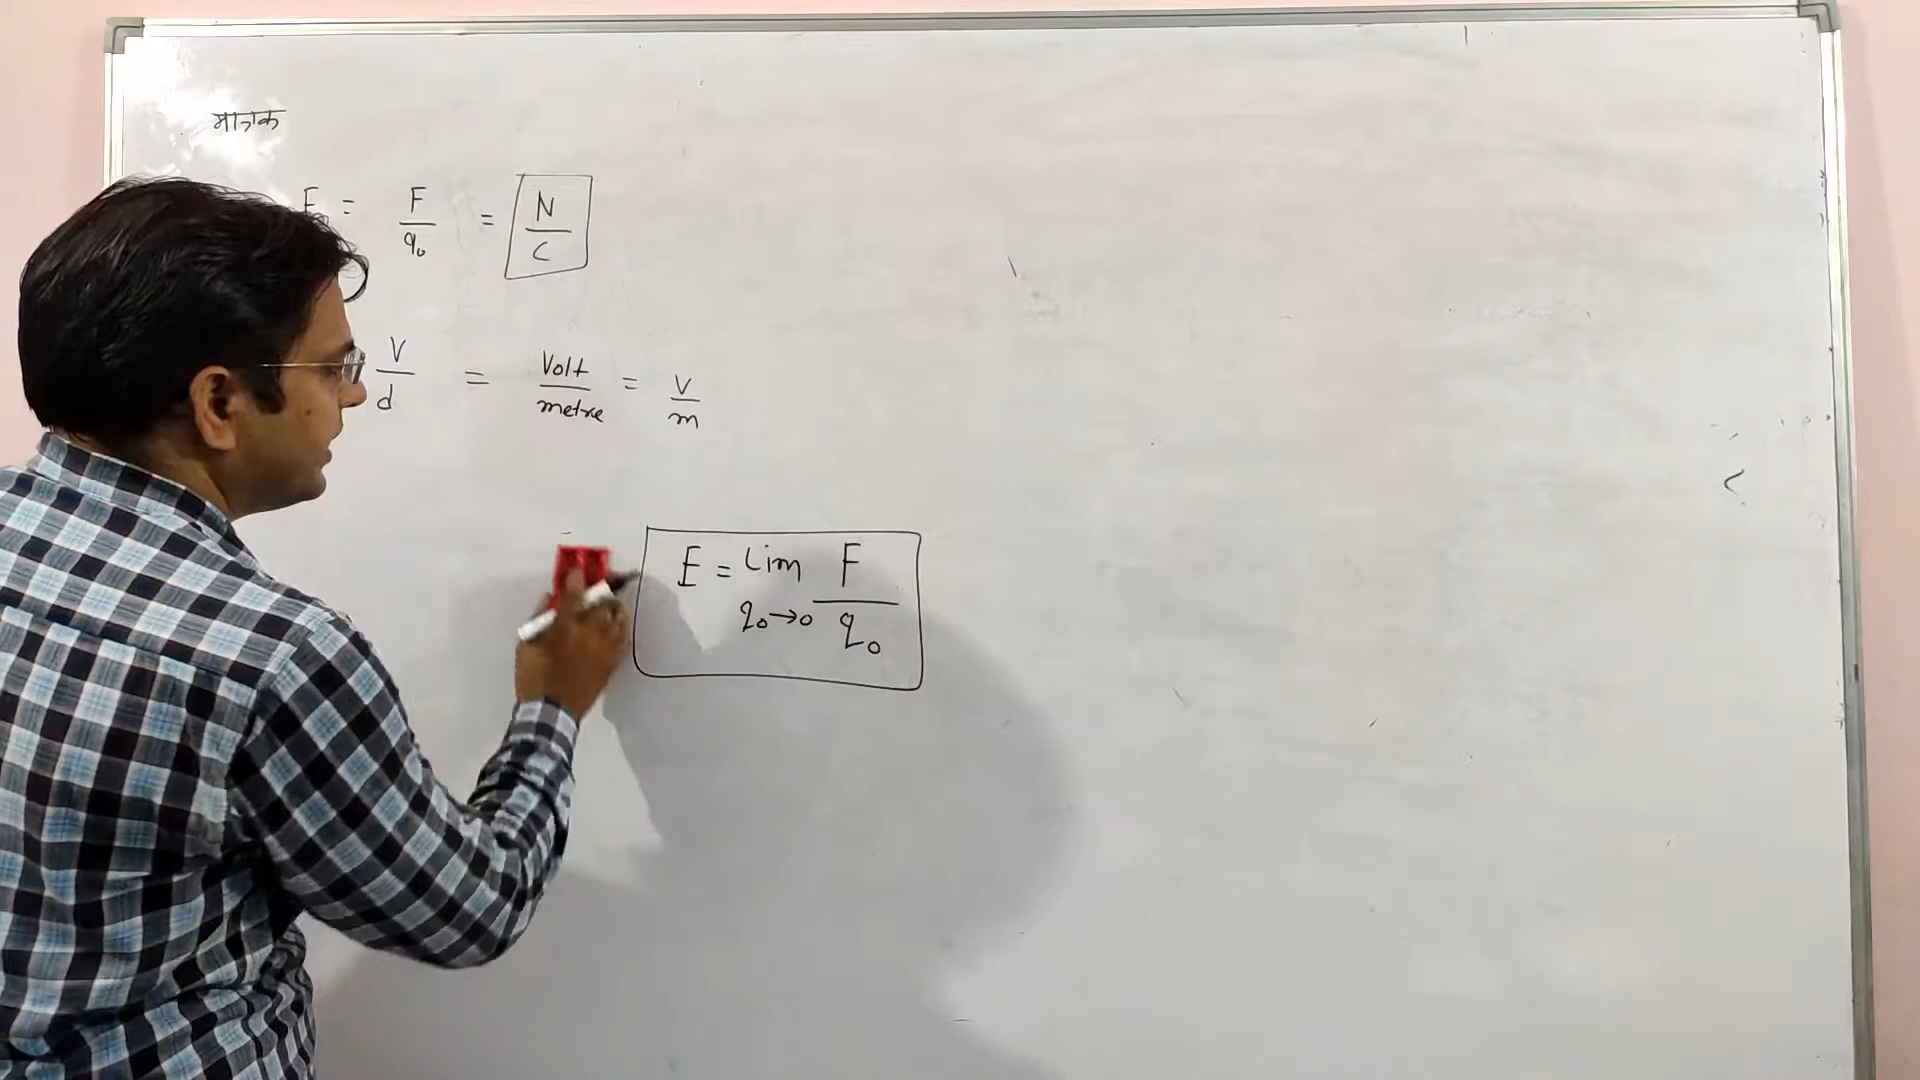 मात्रक
E = F/q₀ = N/C
V/d = Volt/metre = V/m
E = Lim q₀→0 F/q₀